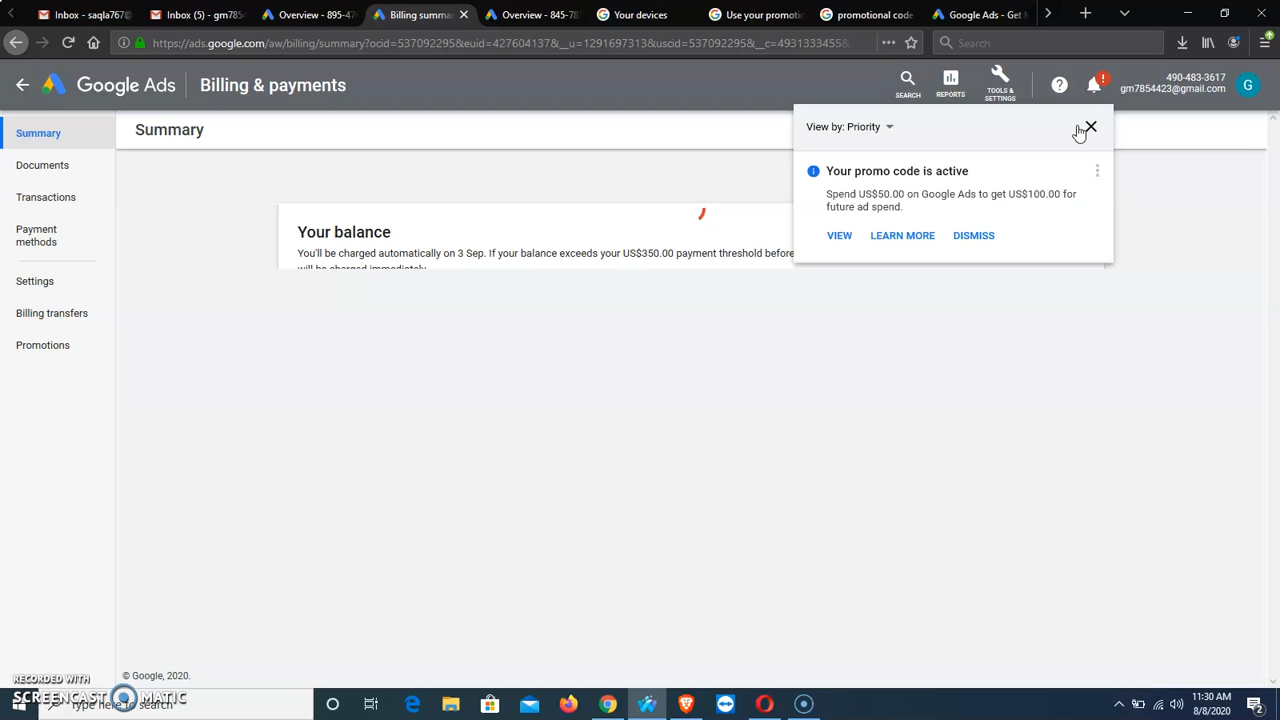 Inbox - saqla767@
Inbox (5) - gm785
Overview - 895-47
Billing summa
Overview - 845-78
Your devices
Use your promotio
promotional code
Google Ads - Get M
https://ads.google.com/aw/billing/summary?ocid=537092295&euid=427604137&__u=1291697313&uscid=537092295&__c=4931333455&
Search
Google Ads
Billing & payments
SEARCH
REPORTS
TOOLS &
SETTINGS
490-483-3617
gm7854423@gmail.com
G
Summary
Documents
Transactions
Payment
methods
Settings
Billing transfers
Promotions
Summary
View by: Priority
Your promo code is active
Spend US$50.00 on Google Ads to get US$100.00 for
future ad spend.
VIEW
LEARN MORE
DISMISS
Your balance
You'll be charged automatically on 3 Sep. If your balance exceeds your US$350.00 payment threshold before
will be charged immediately
© Google, 2020.
RECORDED WITH
SCREENCAST MATIC
Type here to search
11:30 AM
8/8/2020
2